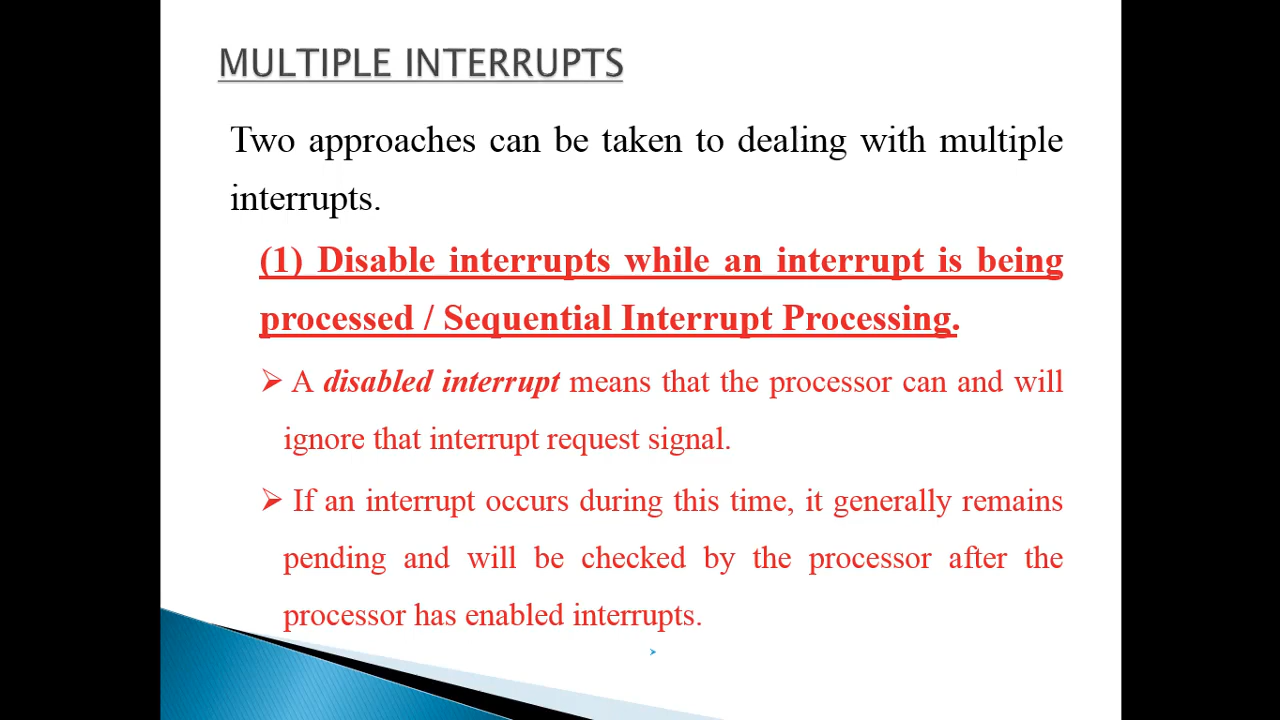 MULTIPLE INTERRUPTS
Two approaches can be taken to dealing with multiple
interrupts.
(1) Disable interrupts while an interrupt is being
processed / Sequential Interrupt Processing.
➢ A disabled interrupt means that the processor can and will
ignore that interrupt request signal.
➢ If an interrupt occurs during this time, it generally remains
pending and will be checked by the processor after the
processor has enabled interrupts.